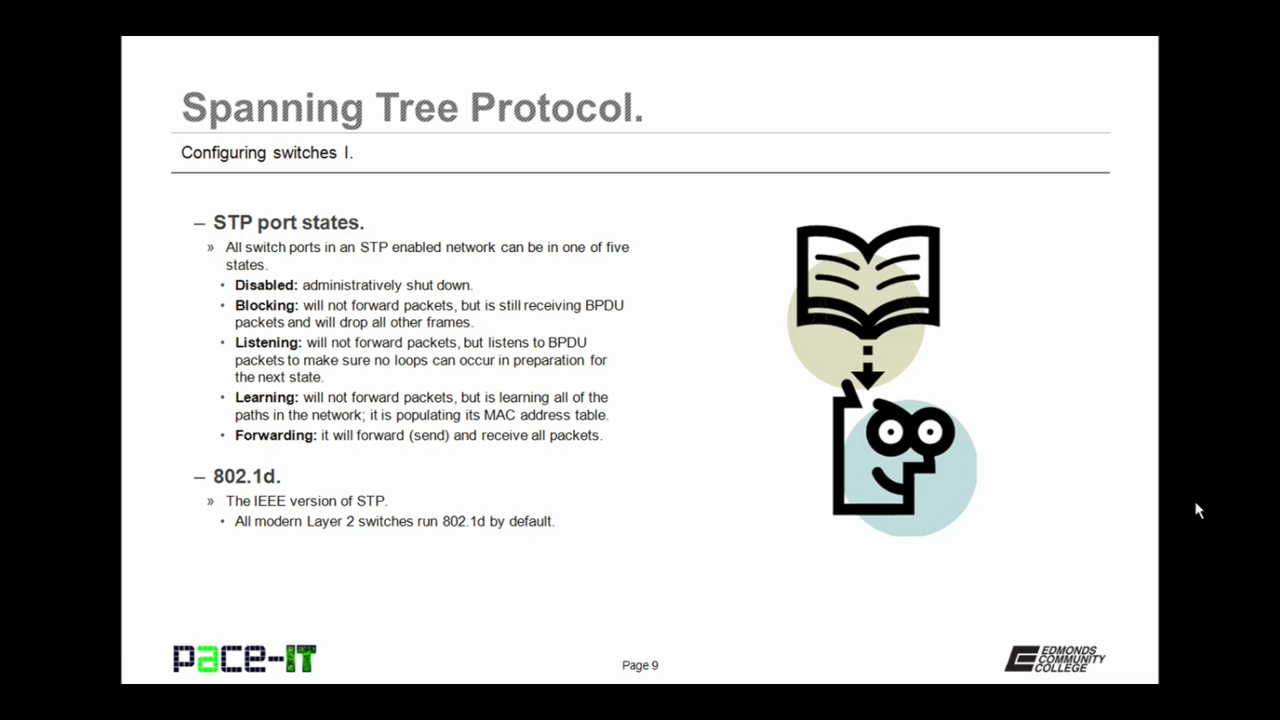 Spanning Tree Protocol.
Configuring switches I.
– STP port states.
» All switch ports in an STP enabled network can be in one of five
states.
• Disabled: administratively shut down.
• Blocking: will not forward packets, but is still receiving BPDU
packets and will drop all other frames.
• Listening: will not forward packets, but listens to BPDU
packets to make sure no loops can occur in preparation for
the next state.
• Learning: will not forward packets, but is learning all of the
paths in the network; it is populating its MAC address table.
• Forwarding: it will forward (send) and receive all packets.
– 802.1d.
» The IEEE version of STP.
• All modern Layer 2 switches run 802.1d by default.
pace-IT
Page 9
EDMONDS
COMMUNITY
COLLEGE